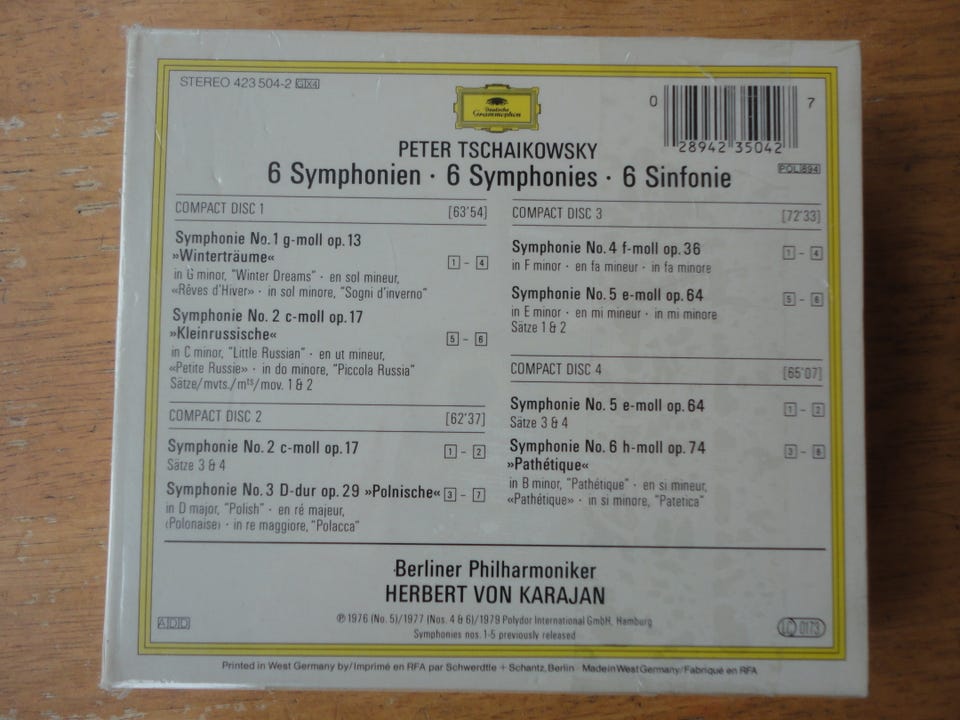 STEREO 423 504-2 GX4
Deutsche
Grammophon
0 28942 35042 7
POL 894
PETER TSCHAIKOWSKY
6 Symphonien · 6 Symphonies · 6 Sinfonie
COMPACT DISC 1 [63'54]
Symphonie No. 1 g-moll op. 13
»Winterträume« 1 - 4
in G minor, "Winter Dreams" · en sol mineur,
«Rêves d'Hiver» · in sol minore, "Sogni d'inverno"
Symphonie No. 2 c-moll op. 17
»Kleinrussische« 5 - 6
in C minor, "Little Russian" · en ut mineur,
«Petite Russie» · in do minore, "Piccola Russia"
Sätze/mvts./mᵗˢ/mov. 1 & 2
COMPACT DISC 2 [62'37]
Symphonie No. 2 c-moll op. 17 1 - 2
Sätze 3 & 4
Symphonie No. 3 D-dur op. 29 »Polnische« 3 - 7
in D major, "Polish" · en ré majeur,
(Polonaise) · in re maggiore, "Polacca"
COMPACT DISC 3 [72'33]
Symphonie No. 4 f-moll op. 36 1 - 4
in F minor · en fa mineur · in fa minore
Symphonie No. 5 e-moll op. 64 5 - 6
in E minor · en mi mineur · in mi minore
Sätze 1 & 2
COMPACT DISC 4 [65'07]
Symphonie No. 5 e-moll op. 64 1 - 2
Sätze 3 & 4
Symphonie No. 6 h-moll op. 74 3 - 6
»Pathétique«
in B minor, "Pathétique" · en si mineur,
«Pathétique» · in si minore, "Patetica"
Berliner Philharmoniker
HERBERT VON KARAJAN
℗ 1976 (No. 5)/1977 (Nos. 4 & 6)/1979 Polydor International GmbH, Hamburg
Symphonies nos. 1-5 previously released
ADD
LC 0173
Printed in West Germany by/Imprimé en RFA par Schwerdtle + Schantz, Berlin Made in West Germany/Fabriqué en RFA